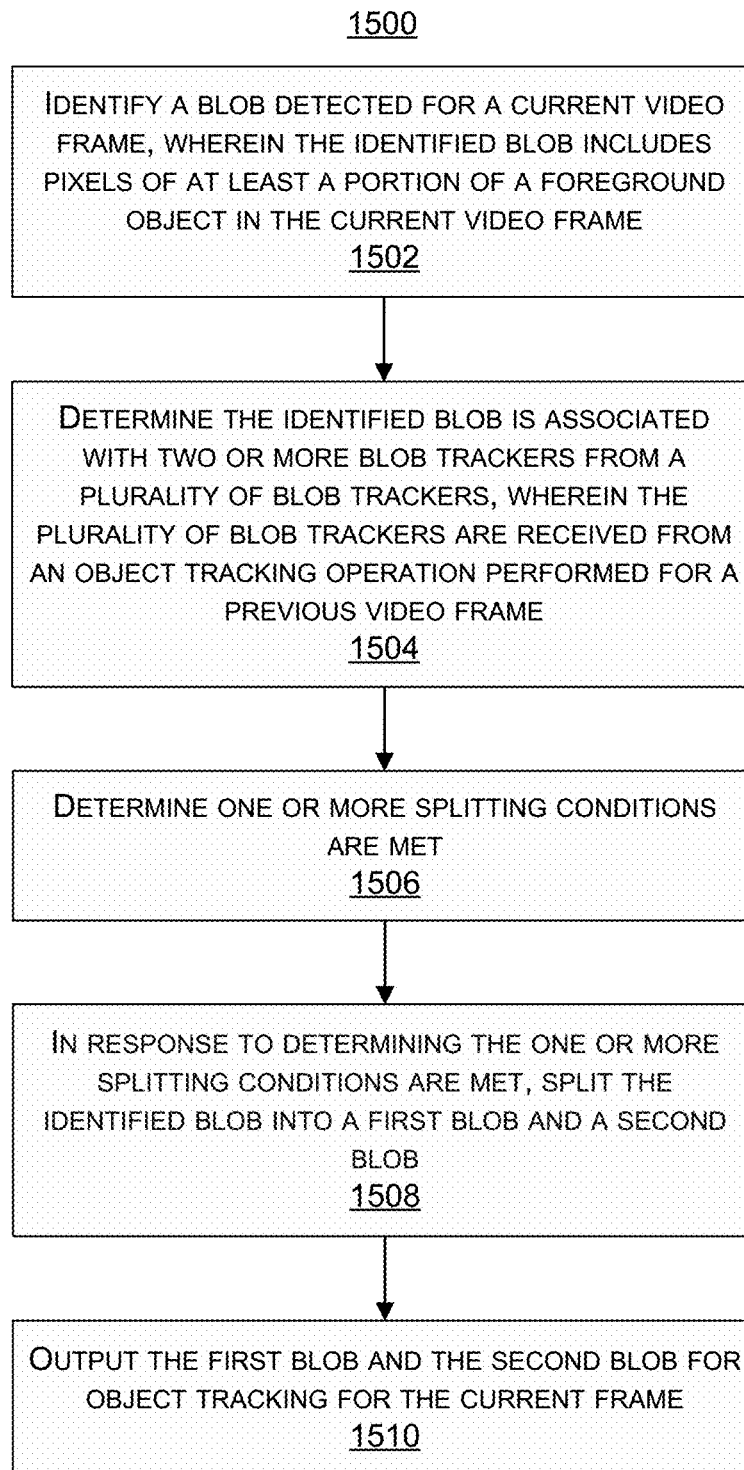 1500
IDENTIFY A BLOB DETECTED FOR A CURRENT VIDEO
FRAME, WHEREIN THE IDENTIFIED BLOB INCLUDES
PIXELS OF AT LEAST A PORTION OF A FOREGROUND
OBJECT IN THE CURRENT VIDEO FRAME
1502
DETERMINE THE IDENTIFIED BLOB IS ASSOCIATED
WITH TWO OR MORE BLOB TRACKERS FROM A
PLURALITY OF BLOB TRACKERS, WHEREIN THE
PLURALITY OF BLOB TRACKERS ARE RECEIVED FROM
AN OBJECT TRACKING OPERATION PERFORMED FOR A
PREVIOUS VIDEO FRAME
1504
DETERMINE ONE OR MORE SPLITTING CONDITIONS
ARE MET
1506
IN RESPONSE TO DETERMINING THE ONE OR MORE
SPLITTING CONDITIONS ARE MET, SPLIT THE
IDENTIFIED BLOB INTO A FIRST BLOB AND A SECOND
BLOB
1508
OUTPUT THE FIRST BLOB AND THE SECOND BLOB FOR
OBJECT TRACKING FOR THE CURRENT FRAME
1510